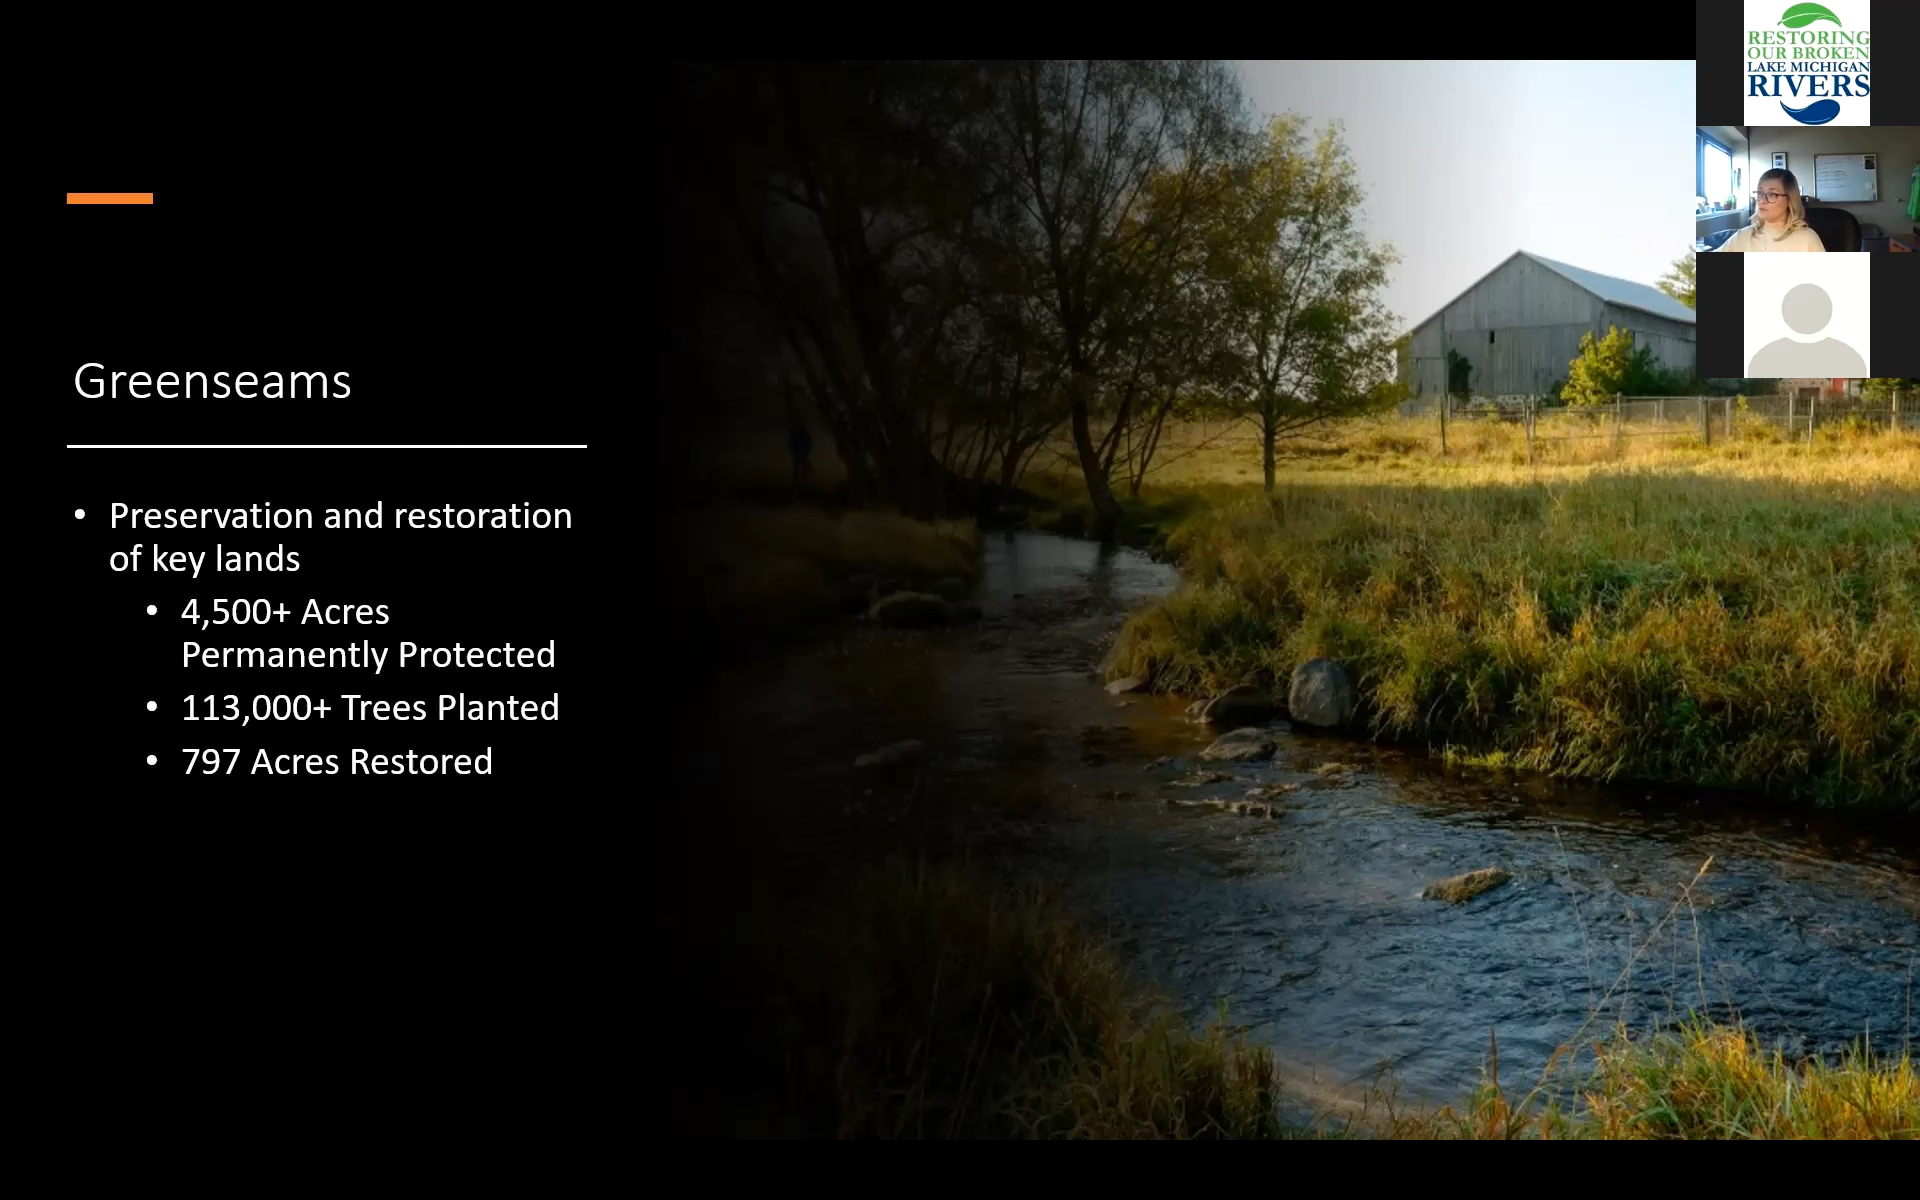 Greenseams
• Preservation and restoration
of key lands
• 4,500+ Acres
Permanently Protected
• 113,000+ Trees Planted
• 797 Acres Restored
RESTORING
OUR BROKEN
LAKE MICHIGAN
RIVERS